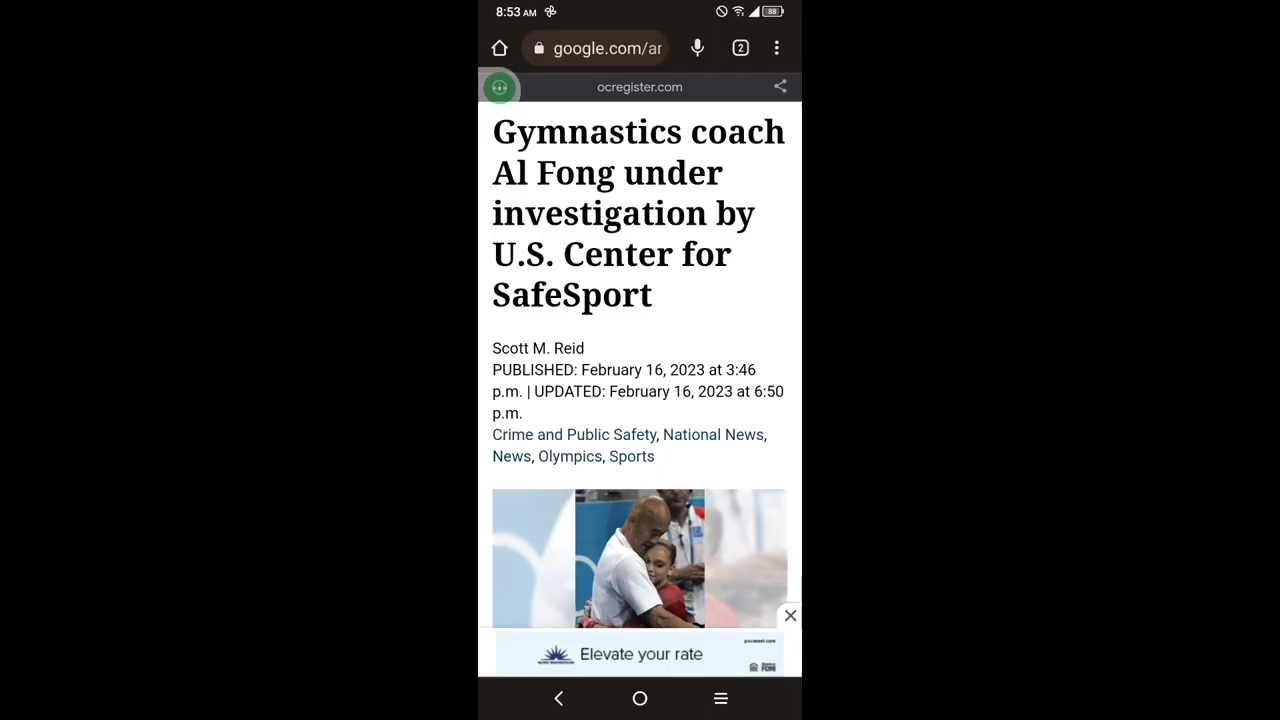 8:53 AM
88
google.com/ar
2
ocregister.com
Gymnastics coach
Al Fong under
investigation by
U.S. Center for
SafeSport
Scott M. Reid
PUBLISHED: February 16, 2023 at 3:46
p.m. | UPDATED: February 16, 2023 at 6:50
p.m.
Crime and Public Safety, National News,
News, Olympics, Sports
Elevate your rate